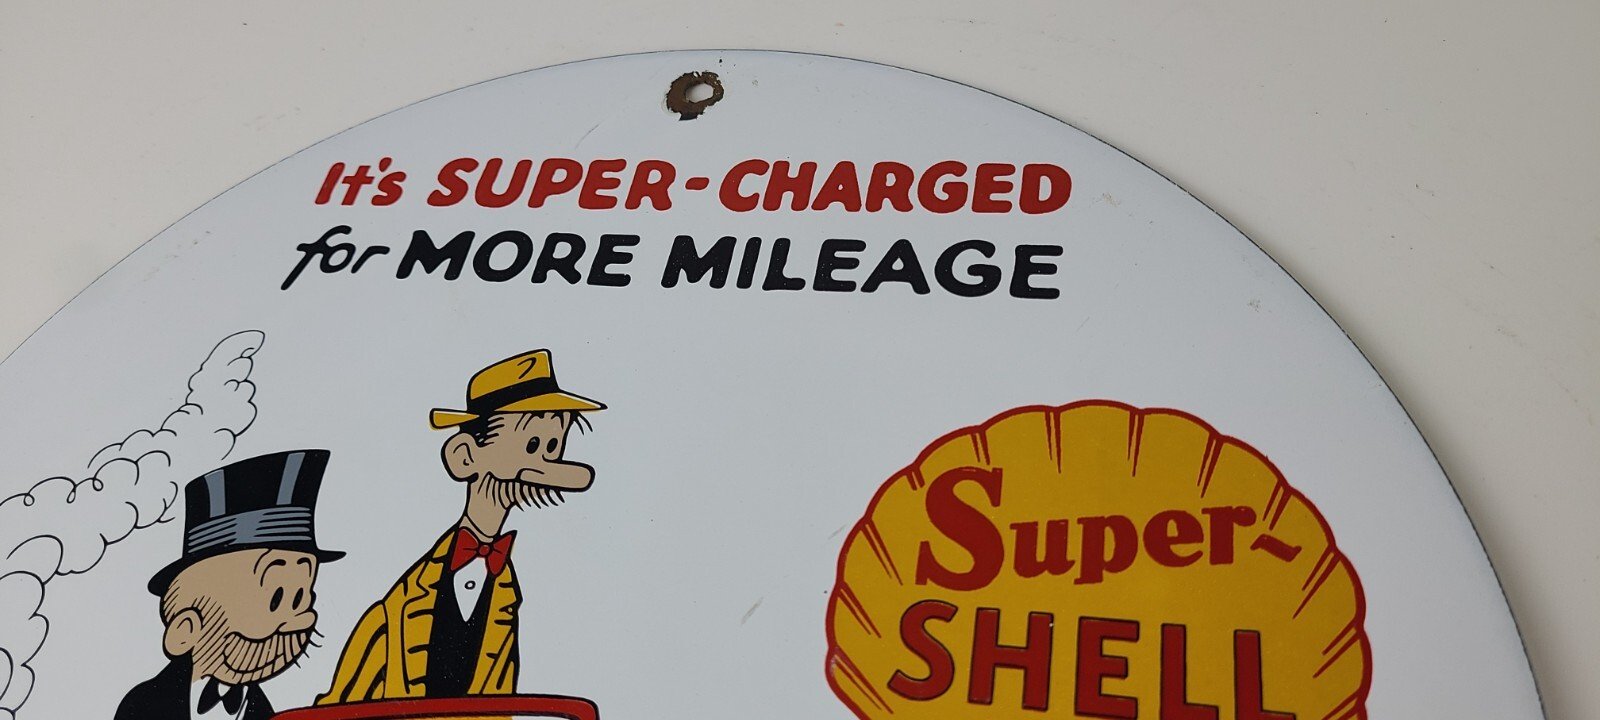 It's SUPER-CHARGED
for MORE MILEAGE
Super-
SHELL